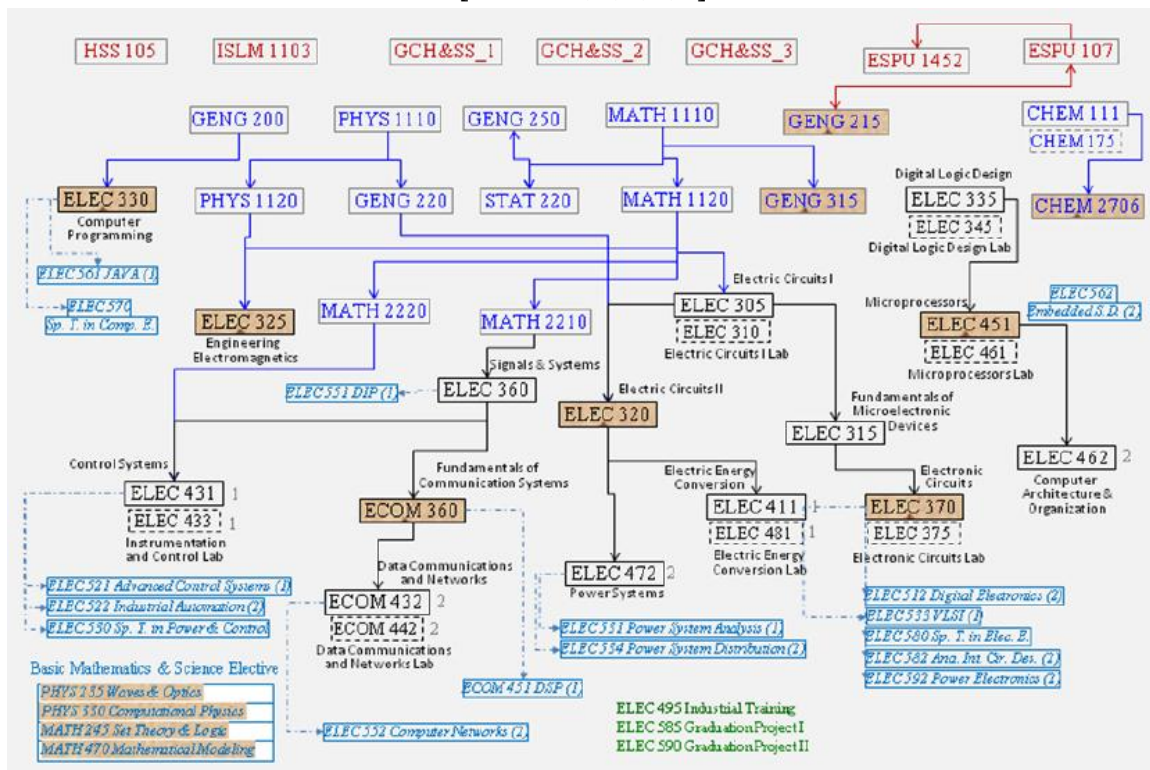 HSS 105
ISLM 1103
GCH&SS_1
GCH&SS_2
GCH&SS_3
ESPU 1452
ESPU 107
GENG 200
PHYS 1110
GENG 250
MATH 1110
GENG 215
CHEM 111
CHEM 175
ELEC 330
Computer
Programming
PHYS 1120
GENG 220
STAT 220
MATH 1120
GENG 315
Digital Logic Design
ELEC 335
ELEC 345
Digital Logic Design Lab
CHEM 2706
ELEC 561 JAVA (1)
ELEC 570
Sp. T. in Comp. E.
ELEC 325
Engineering
Electromagnetics
MATH 2220
MATH 2210
Electric Circuits I
ELEC 305
ELEC 310
Electric Circuits I Lab
Microprocessors
ELEC 451
ELEC 461
Microprocessors Lab
ELEC 562
Embedded S.D. (2)
Signals & Systems
ELEC 360
ELEC 551 DIP (1)
Electric Circuits II
ELEC 320
Fundamentals of
Microelectronic
Devices
ELEC 315
ELEC 462 2
Computer
Architecture &
Organization
Control Systems
ELEC 431 1
ELEC 433 1
Instrumentation
and Control Lab
Fundamentals of
Communication Systems
ECOM 360
Electric Energy
Conversion
ELEC 411 1
ELEC 481 1
Electric Energy
Conversion Lab
Electronic
Circuits
ELEC 370
ELEC 375
Electronic Circuits Lab
Data Communications
and Networks
ECOM 432 2
ECOM 442 2
Data Communications
and Networks Lab
ELEC 472 2
Power Systems
ELEC 521 Advanced Control Systems (1)
ELEC 522 Industrial Automation (2)
ELEC 530 Sp. T. in Power & Control
ELEC 512 Digital Electronics (2)
ELEC 533 VLSI (1)
ELEC 580 Sp. T. in Elec. E.
ELEC 582 Ana. Int. Cir. Des. (2)
ELEC 592 Power Electronics (2)
ELEC 531 Power System Analysis (1)
ELEC 534 Power System Distribution (2)
ECOM 451 DSP (1)
ELEC 552 Computer Networks (2)
Basic Mathematics & Science Elective
PHYS 235 Waves & Optics
PHYS 350 Computational Physics
MATH 245 Set Theory & Logic
MATH 470 Mathematical Modeling
ELEC 495 Industrial Training
ELEC 585 Graduation Project I
ELEC 590 Graduation Project II